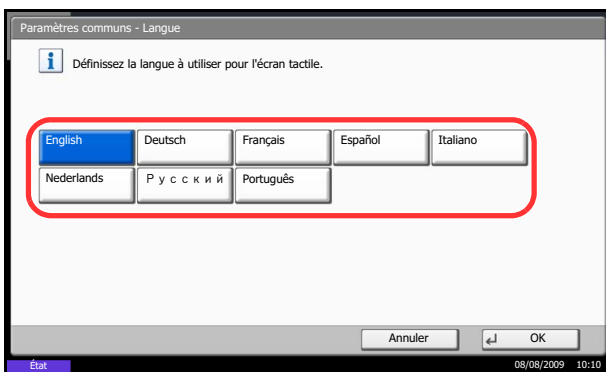 Paramètres communs - Langue
Définissez la langue à utiliser pour l'écran tactile.
English Deutsch Français Español Italiano
Nederlands Русский Português
Annuler OK
État 08/08/2009 10:10